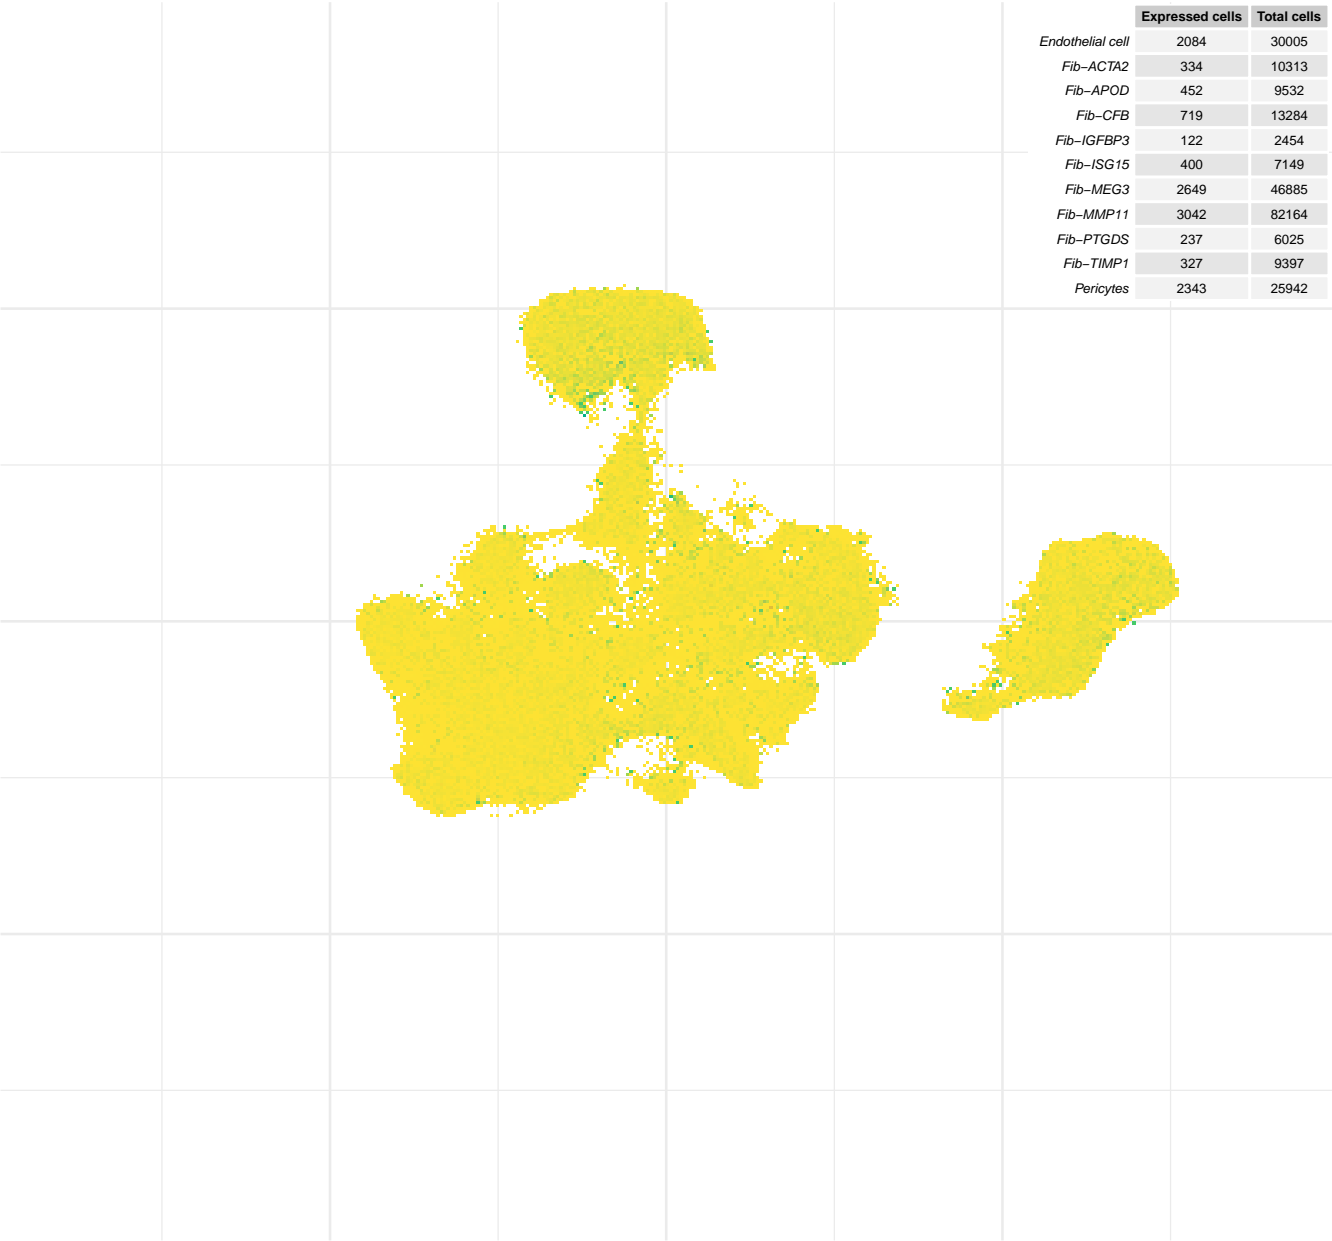 Expressed cells Total cells
Endothelial cell 2084 30005
Fib−ACTA2 334 10313
Fib−APOD 452 9532
Fib−CFB 719 13284
Fib−IGFBP3 122 2454
Fib−ISG15 400 7149
Fib−MEG3 2649 46885
Fib−MMP11 3042 82164
Fib−PTGDS 237 6025
Fib−TIMP1 327 9397
Pericytes 2343 25942